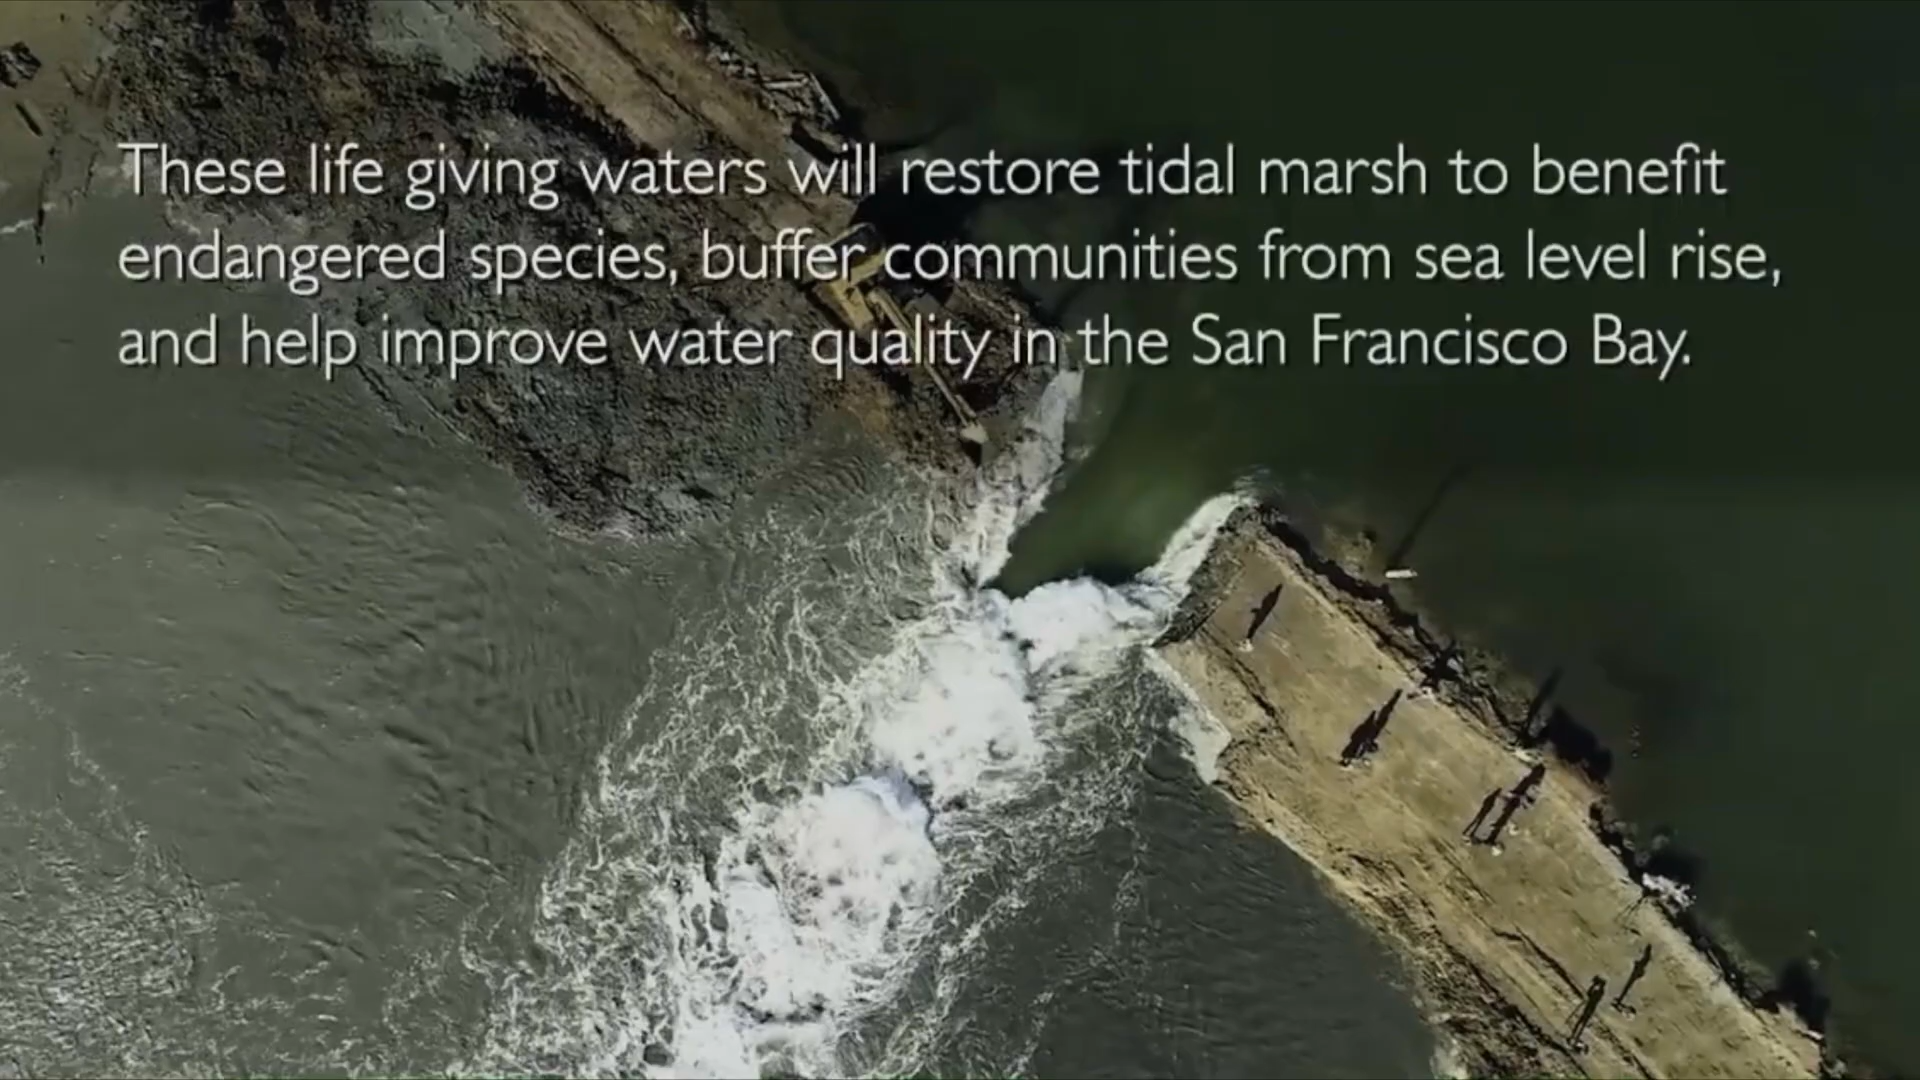 These life giving waters will restore tidal marsh to benefit
endangered species, buffer communities from sea level rise,
and help improve water quality in the San Francisco Bay.